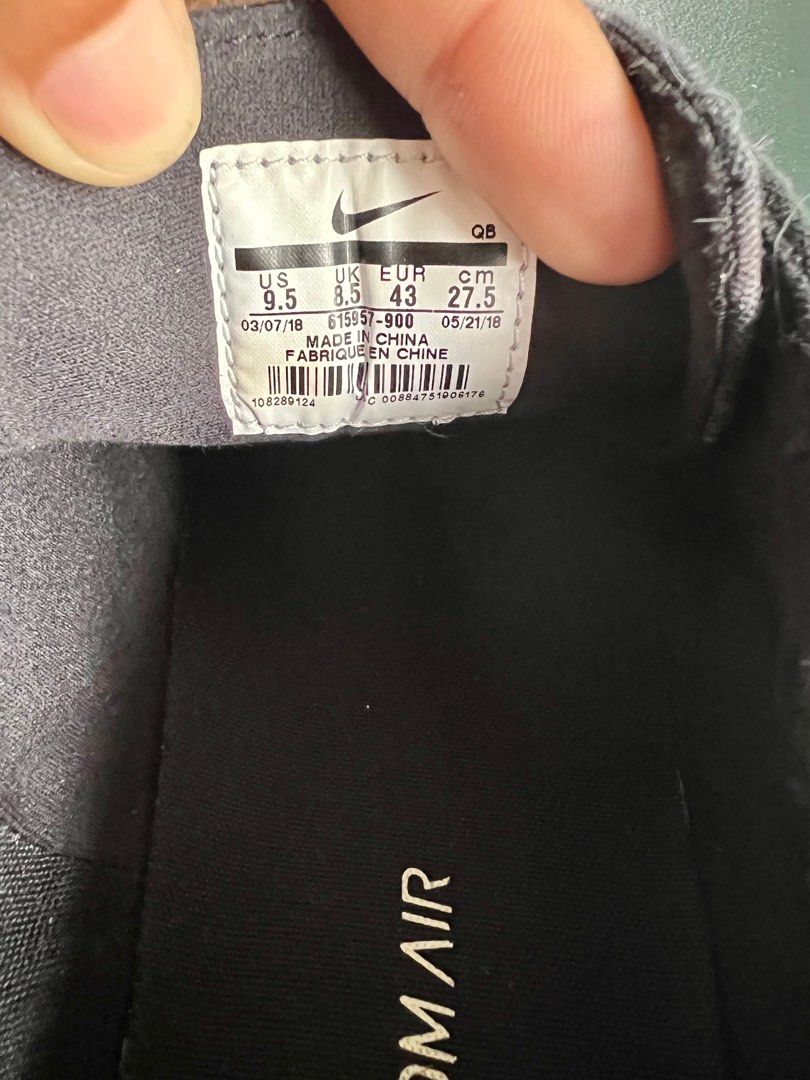 QB
US UK EUR cm
9.5 8.5 43 27.5
03/07/18 615957-900 05/21/18
MADE IN CHINA
FABRIQUE EN CHINE
108289124 00884751906176
OM AIR